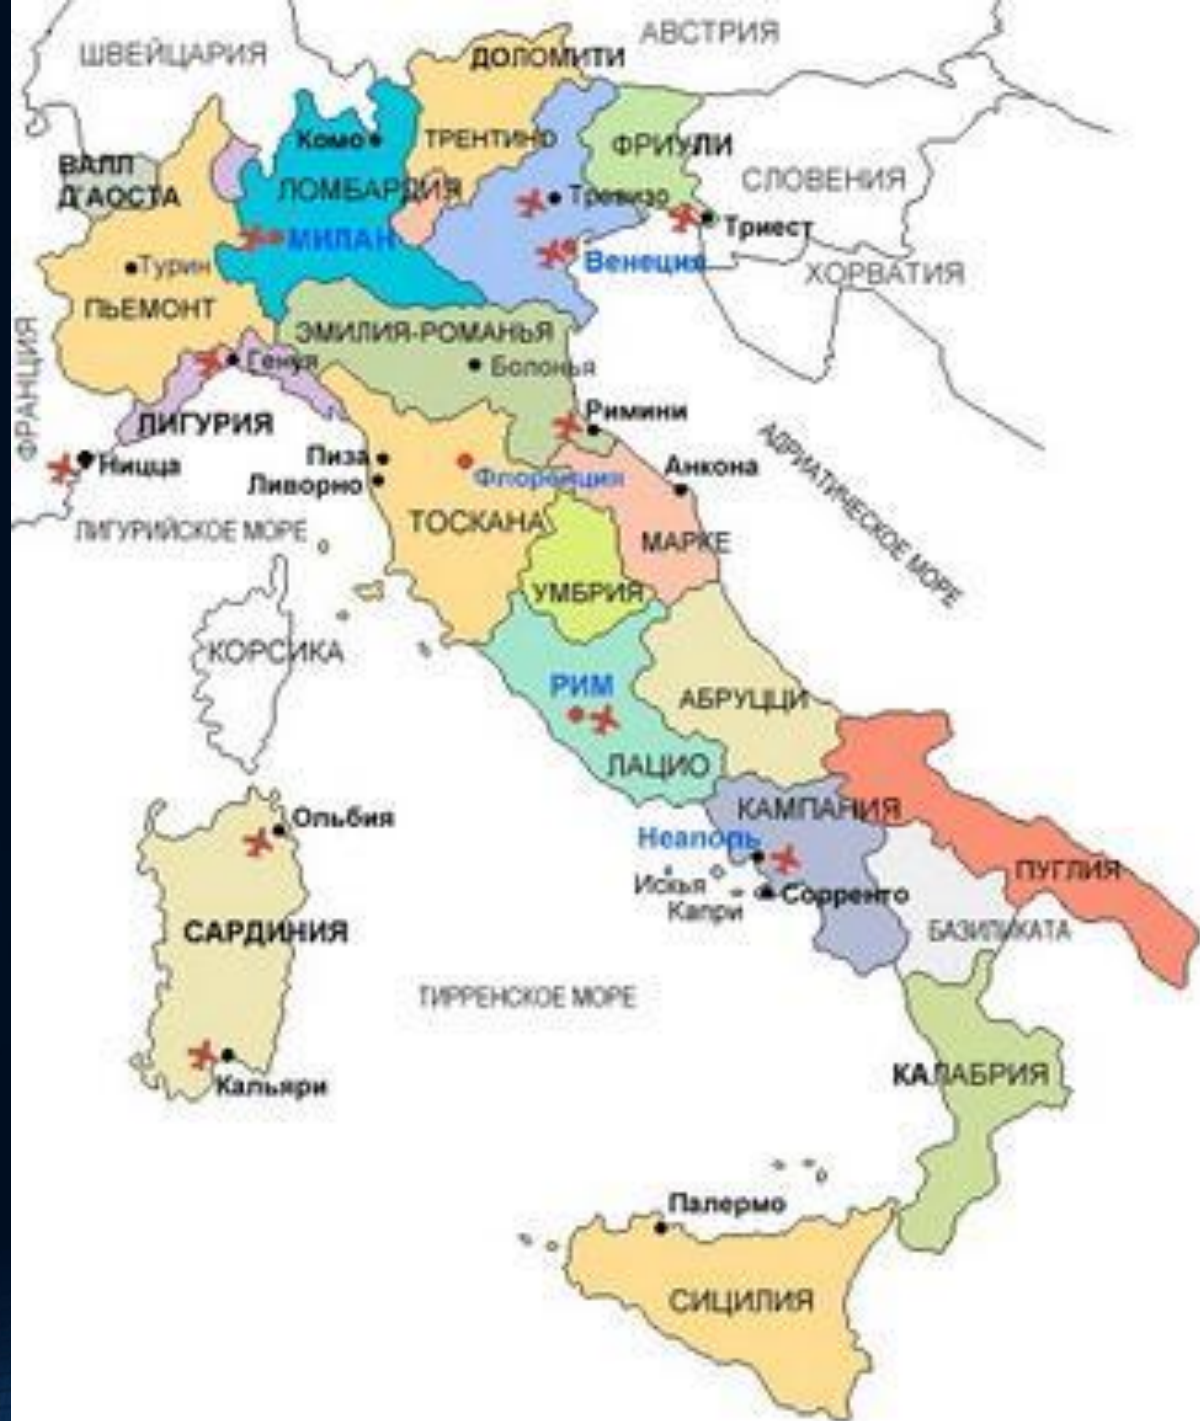 АВСТРИЯ
ШВЕЙЦАРИЯ
ДОЛОМИТИ
Комо
ТРЕНТИНО
ФРИУЛИ
ВАЛЛ
Д'АОСТА
ЛОМБАРДИЯ
Тревизо
СЛОВЕНИЯ
Триест
МИЛАН
Венеция
Турин
ХОРВАТИЯ
ПЬЕМОНТ
ЭМИЛИЯ-РОМАНЬЯ
ФРАНЦИЯ
Генуя
Болонья
Римини
ЛИГУРИЯ
Пиза
Ницца
Анкона
Флоренция
Ливорно
АДРИАТИЧЕСКОЕ МОРЕ
ЛИГУРИЙСКОЕ МОРЕ
ТОСКАНА
МАРКЕ
УМБРИЯ
КОРСИКА
РИМ
АБРУЦЦИ
ЛАЦИО
КАМПАНИЯ
Ольбия
Неаполь
ПУГЛИЯ
Искья
Сорренто
Капри
САРДИНИЯ
БАЗИЛИКАТА
ТИРРЕНСКОЕ МОРЕ
КАЛАБРИЯ
Кальяри
Палермо
СИЦИЛИЯ